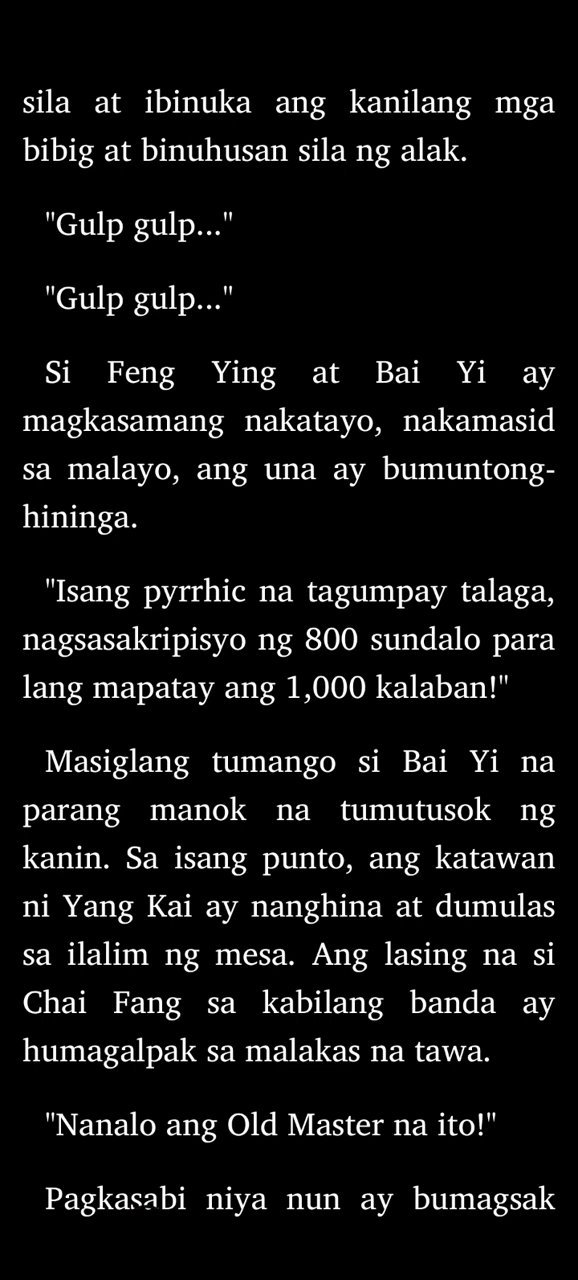 sila at ibinuka ang kanilang mga
bibig at binuhusan sila ng alak.
"Gulp gulp..."
"Gulp gulp..."
Si Feng Ying at Bai Yi ay
magkasamang nakatayo, nakamasid
sa malayo, ang una ay bumuntong-
hininga.
"Isang pyrrhic na tagumpay talaga,
nagsasakripisyo ng 800 sundalo para
lang mapatay ang 1,000 kalaban!"
Masiglang tumango si Bai Yi na
parang manok na tumutusok ng
kanin. Sa isang punto, ang katawan
ni Yang Kai ay nanghina at dumulas
sa ilalim ng mesa. Ang lasing na si
Chai Fang sa kabilang banda ay
humagalpak sa malakas na tawa.
"Nanalo ang Old Master na ito!"
Pagkasabi niya nun ay bumagsak